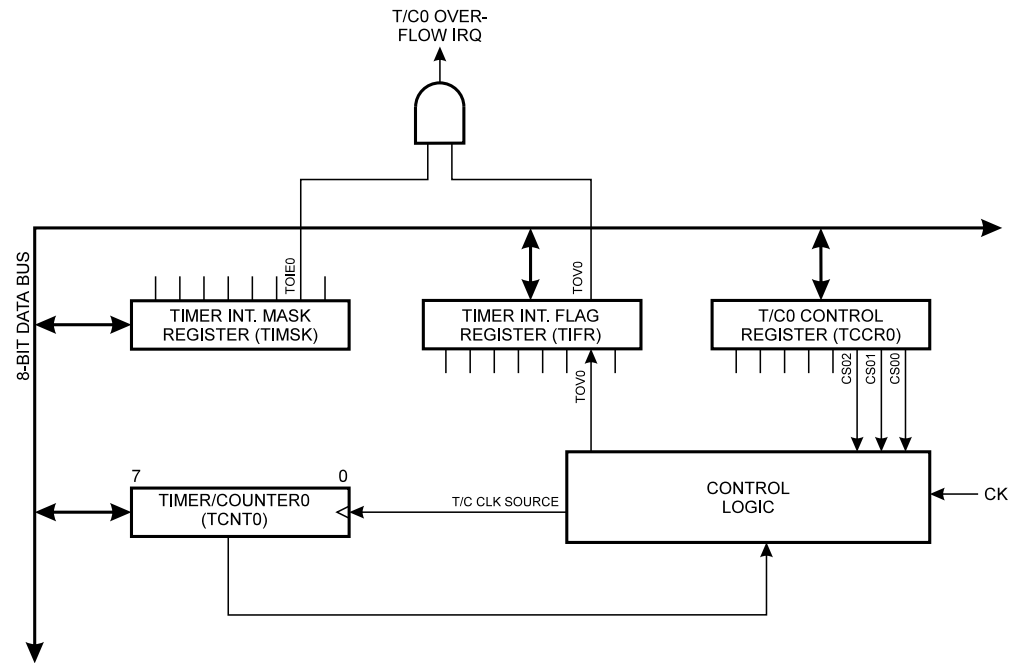 T/C0 OVER-
FLOW IRQ
8-BIT DATA BUS
TOIE0
TOV0
TIMER INT. MASK
REGISTER (TIMSK)
TIMER INT. FLAG
REGISTER (TIFR)
T/C0 CONTROL
REGISTER (TCCR0)
TOV0
CS02
CS01
CS00
7
0
TIMER/COUNTER0
(TCNT0)
T/C CLK SOURCE
CONTROL
LOGIC
CK